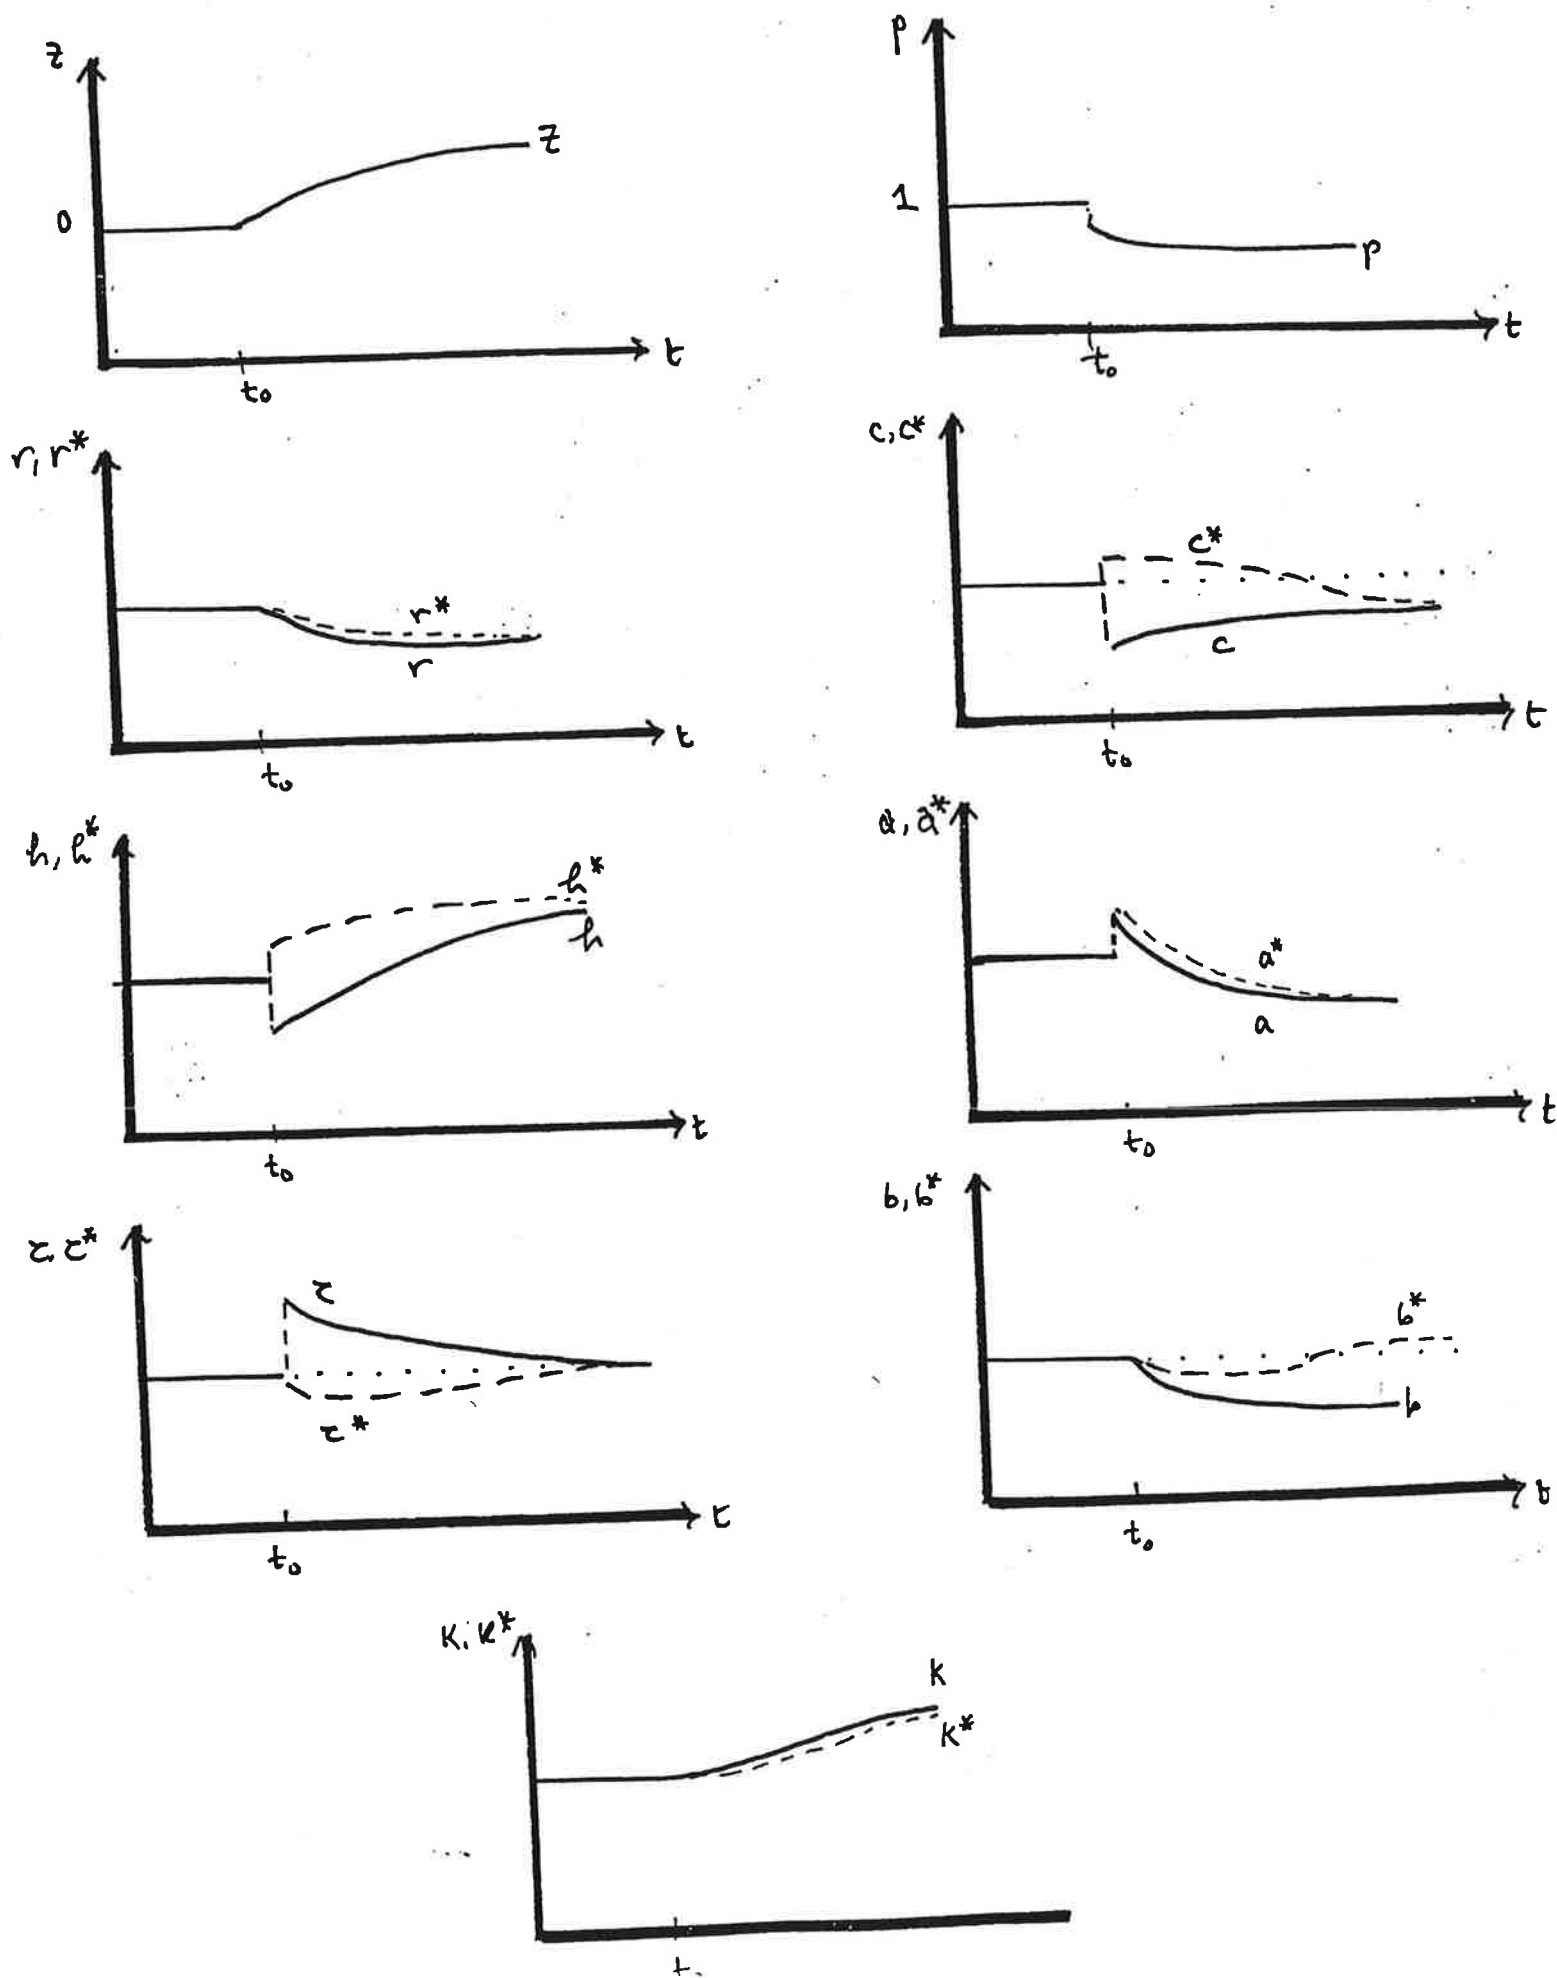 z
z
0
t
t₀
p
1
p
t
t₀
r, r*
r*
r
t
t₀
c, c*
c*
c
t
t₀
h, h*
h*
h
t
t₀
a, a*
a*
a
t
t₀
τ, τ*
τ
τ*
t
t₀
b, b*
b*
b
t
t₀
K, K*
K
K*